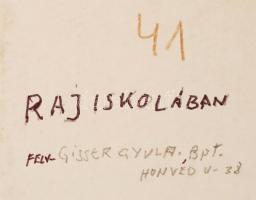 41
RAJISKOLÁBAN
FELV. GISSER GYULA. Bpt.
HONVÉD U-38